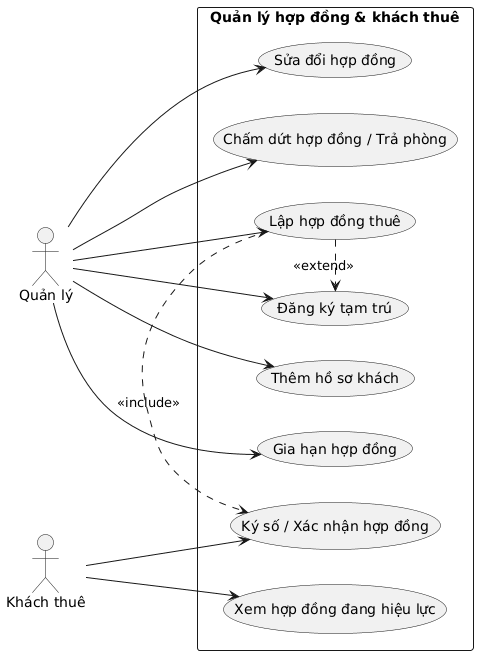 Quản lý hợp đồng & khách thuê
Sửa đổi hợp đồng
Chấm dứt hợp đồng / Trả phòng
Lập hợp đồng thuê
Quản lý
«extend»
Đăng ký tạm trú
Thêm hồ sơ khách
«include»
Gia hạn hợp đồng
Ký số / Xác nhận hợp đồng
Khách thuê
Xem hợp đồng đang hiệu lực